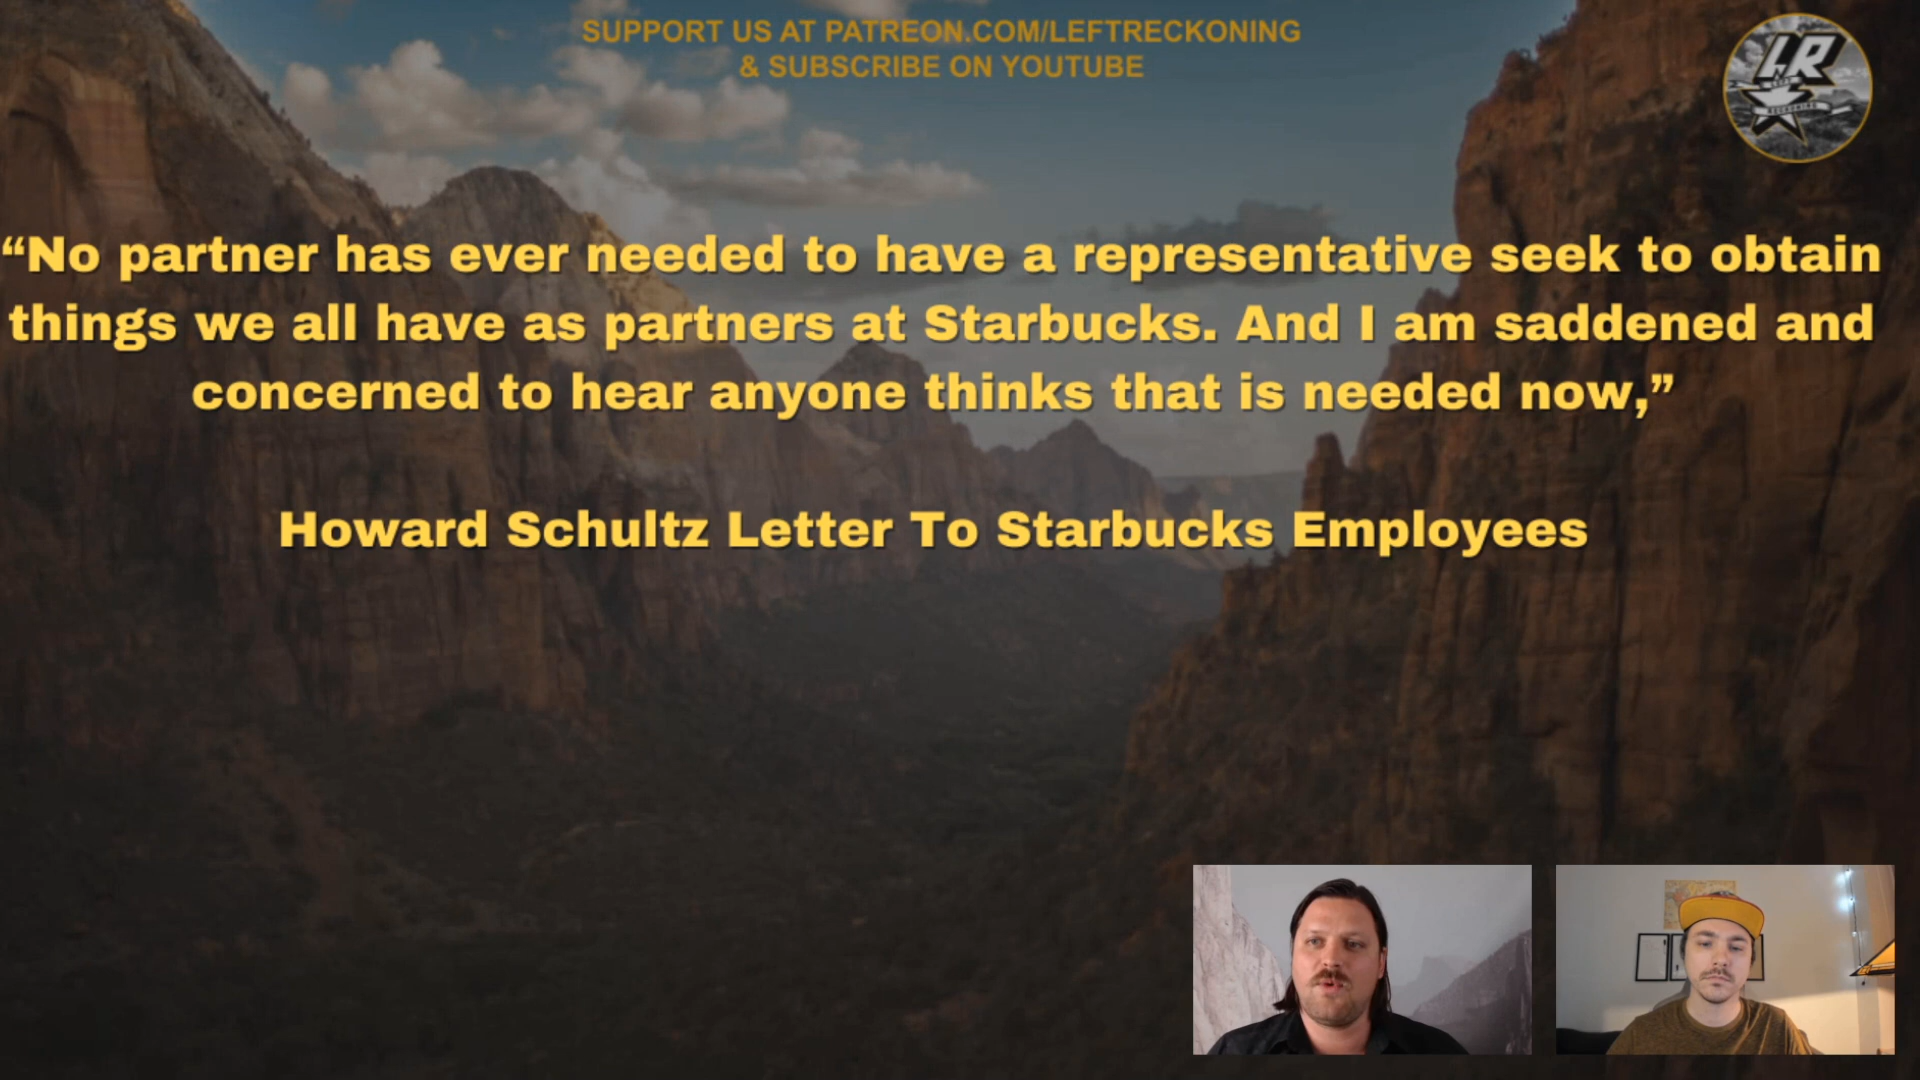 SUPPORT US AT PATREON.COM/LEFTRECKONING
& SUBSCRIBE ON YOUTUBE
LR
RECKONING
“No partner has ever needed to have a representative seek to obtain
things we all have as partners at Starbucks. And I am saddened and
concerned to hear anyone thinks that is needed now,”
Howard Schultz Letter To Starbucks Employees